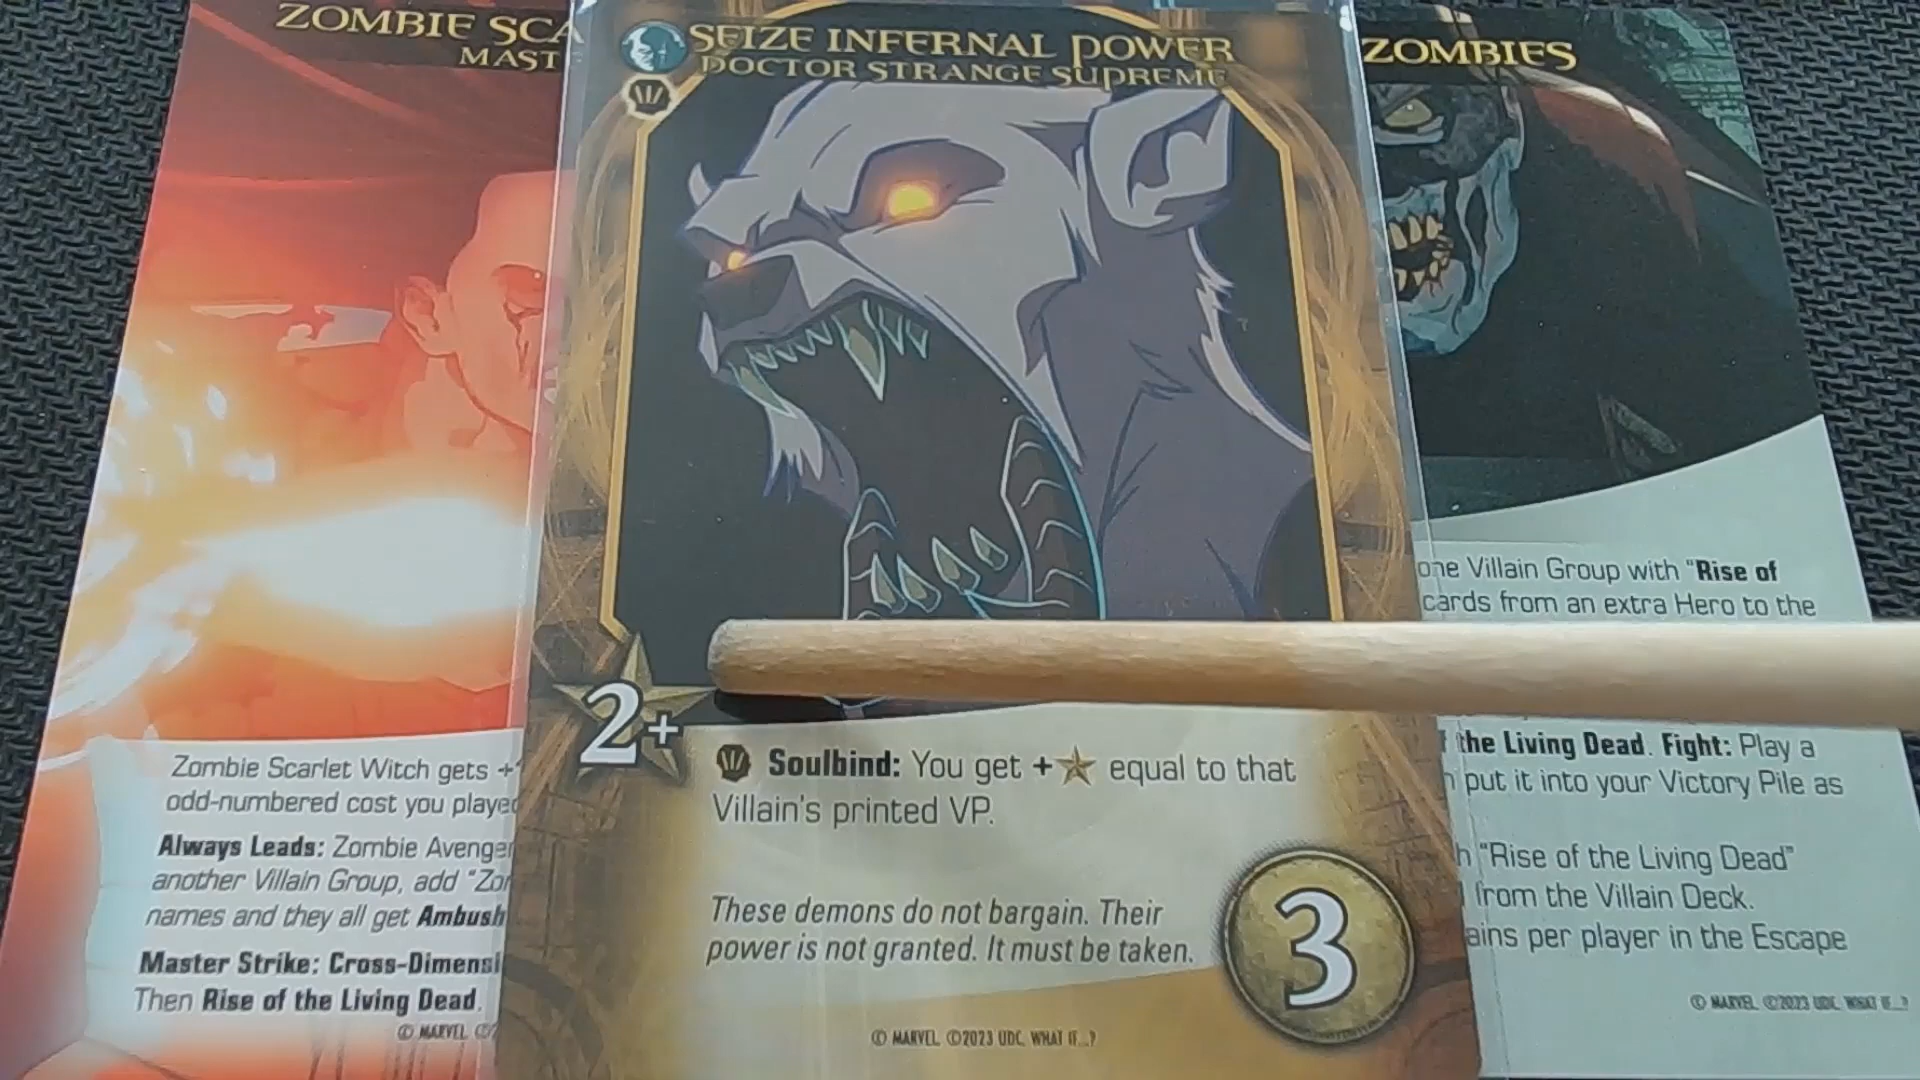 ZOMBIE
MAST
Zombie Scarlet Witch gets +
odd-numbered cost you played
Always Leads: Zombie Avenge
another Villain Group, add "Zo
names and they all get Ambush
Master Strike: Cross-Dimensi
Then Rise of the Living Dead.
© MARVEL
SEIZE INFERNAL POWER
DOCTOR STRANGE SUPREME
2+
Soulbind: You get + equal to that
Villain's printed VP.
These demons do not bargain. Their
power is not granted. It must be taken.
3
© MARVEL ©2023 UDC, WHAT IF...?
ZOMBIES
one Villain Group with "Rise of
cards from an extra Hero to the
the Living Dead. Fight: Play a
put it into your Victory Pile as
"Rise of the Living Dead"
from the Villain Deck.
ains per player in the Escape
© MARVEL ©2023 UDC, WHAT IF...?